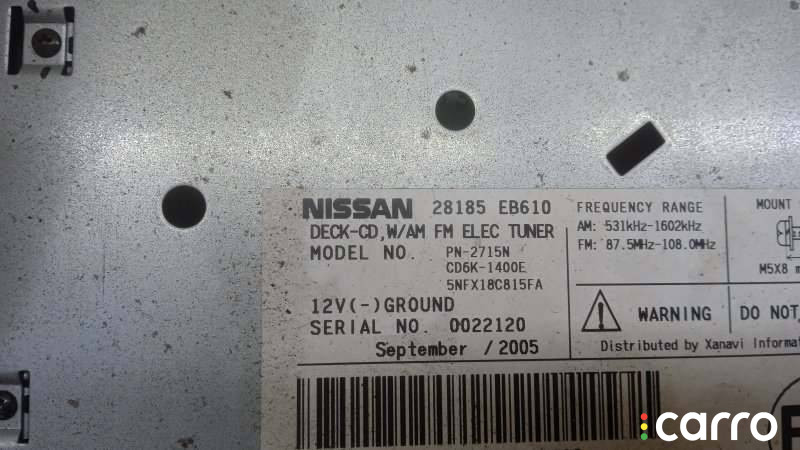 NISSAN 28185 EB610
DECK-CD,W/AM FM ELEC TUNER
MODEL NO. PN-2715N
CD6K-1400E
5NFX18C815FA
12V(-)GROUND
SERIAL NO. 0022120
September /2005
FREQUENCY RANGE
AM: 531kHz-1602kHz
FM: 87.5MHz-108.0MHz
MOUNT
M5X8
WARNING
DO NOT
Distributed by Xanavi Informat
carro